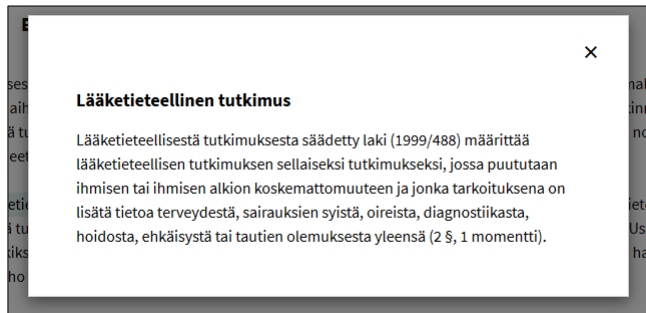 Lääketieteellinen tutkimus
Lääketieteellisestä tutkimuksesta säädetty laki (1999/488) määrittää
lääketieteellisen tutkimuksen sellaiseksi tutkimukseksi, jossa puututaan
ihmisen tai ihmisen alkion koskemattomuuteen ja jonka tarkoituksena on
lisätä tietoa terveydestä, sairauksien syistä, oireista, diagnostiikasta,
hoidosta, ehkäisystä tai tautien olemuksesta yleensä (2 §, 1 momentti).